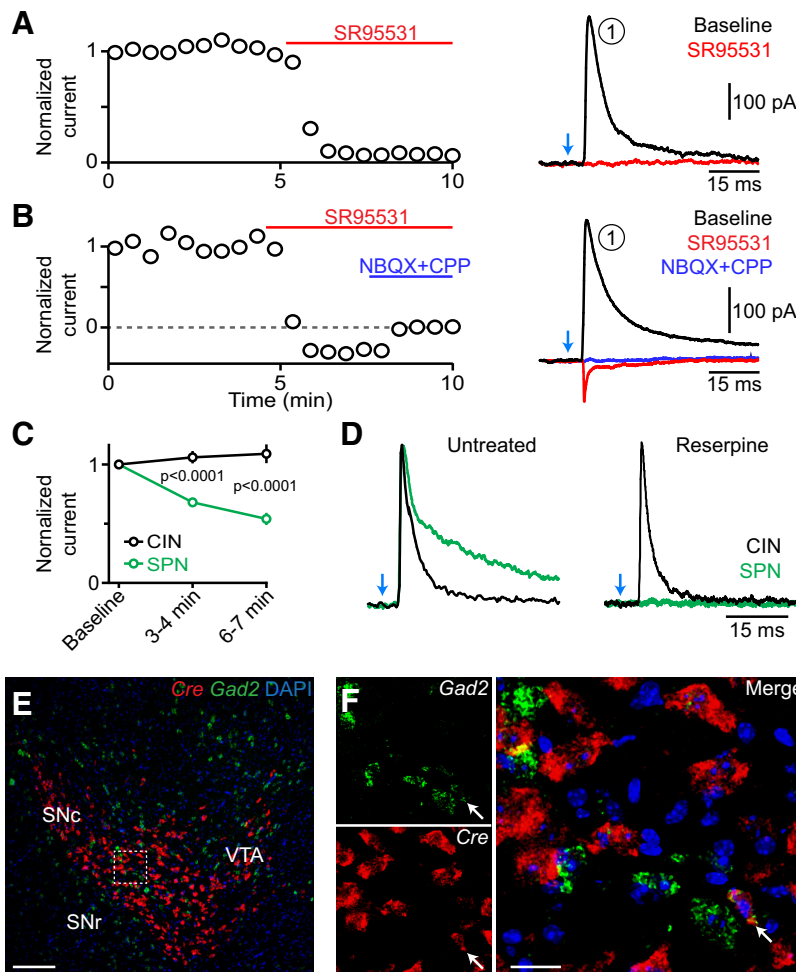 A
SR95531
Normalized
current
1
0
0
5
10
1
Baseline
SR95531
100 pA
15 ms
B
SR95531
NBQX+CPP
Normalized
current
1
0
0
5
10
Time (min)
1
Baseline
SR95531
NBQX+CPP
100 pA
15 ms
C
Normalized
current
1
0
p<0.0001
p<0.0001
CIN
SPN
Baseline
3-4 min
6-7 min
D
Untreated
Reserpine
CIN
SPN
15 ms
E
Cre Gad2 DAPI
SNc
VTA
SNr
F
Gad2
Cre
Merge